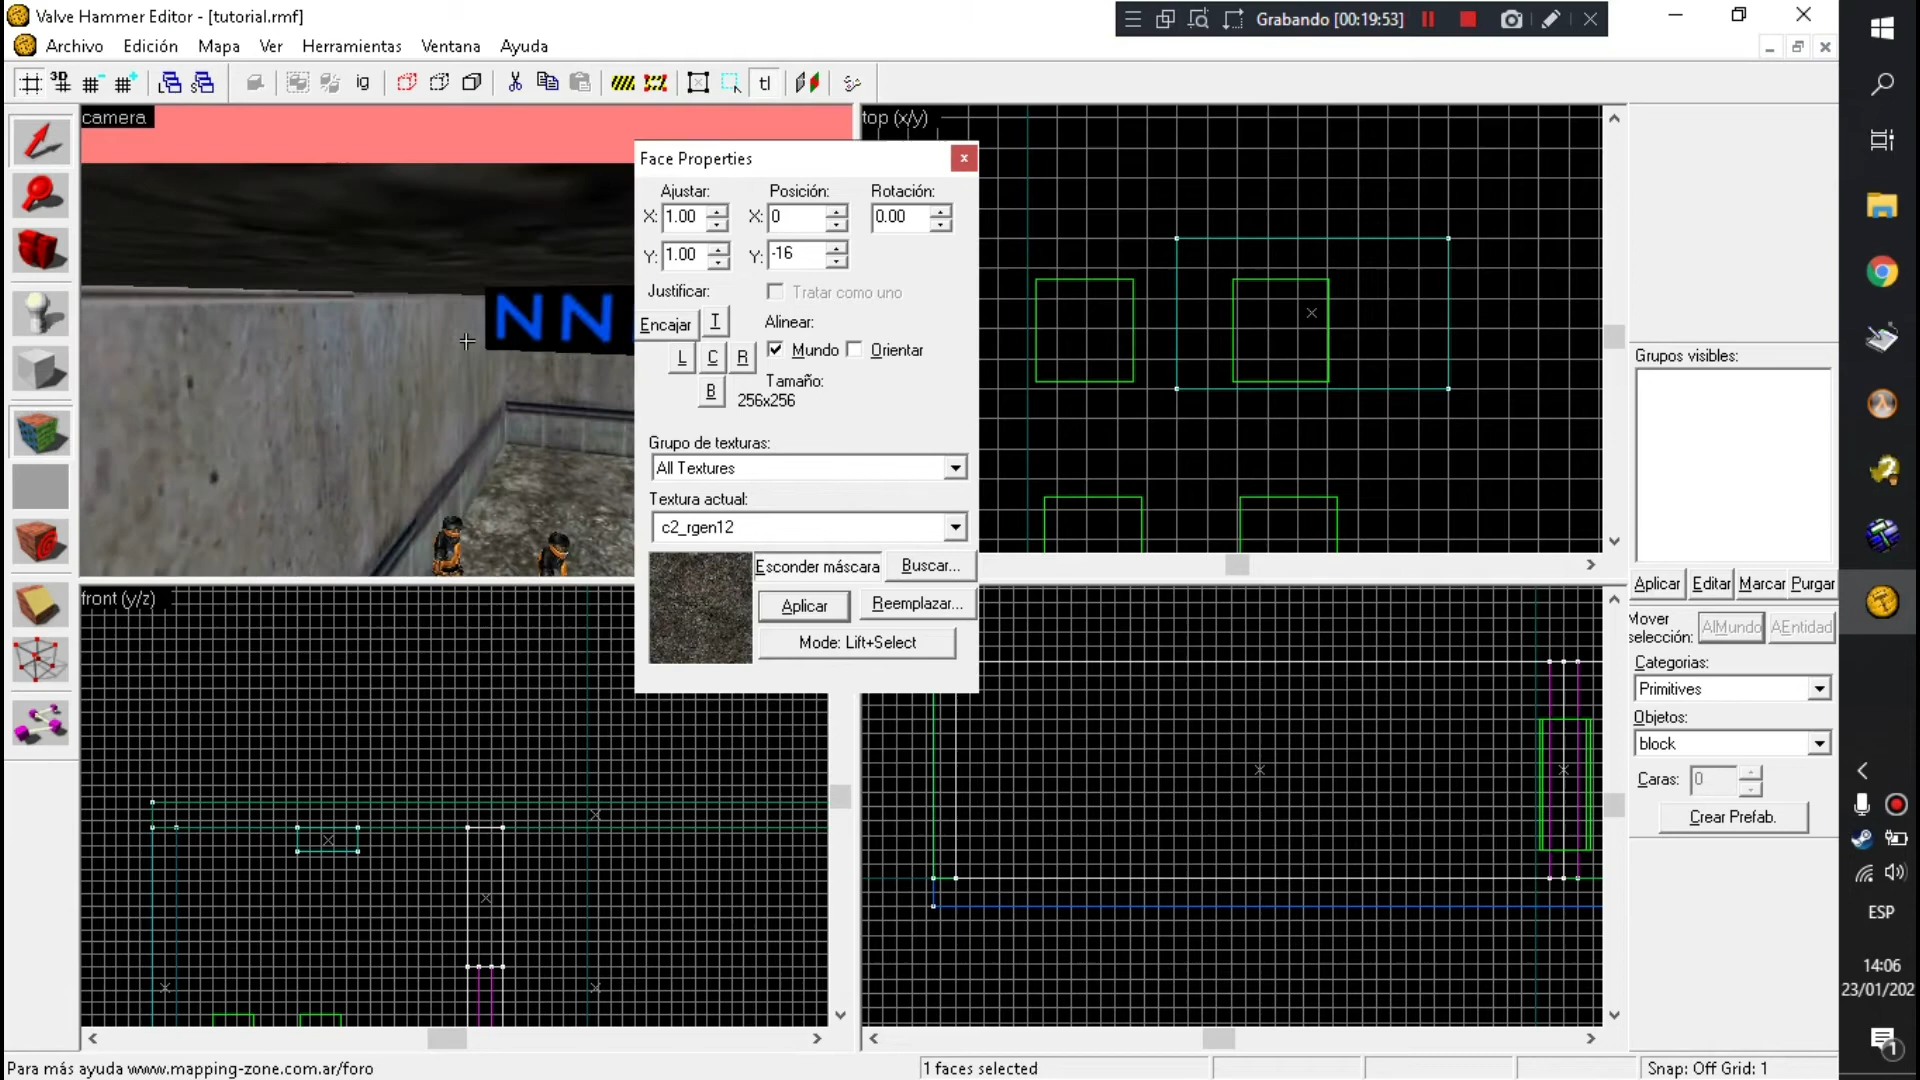 Valve Hammer Editor - [tutorial.rmf]
Grabando [00:19:53]
Archivo Edición Mapa Ver Herramientas Ventana Ayuda
3D
ig
tl
camera
NN
top (x/y)
Face Properties
Ajustar: Posición: Rotación:
X: 1.00 X: 0 0.00
Y: 1.00 Y: -16
Justificar: Tratar como uno
Encajar T Alinear:
L C R Mundo Orientar
B Tamaño:
256x256
Grupo de texturas:
All Textures
Textura actual:
c2_rgen12
Esconder máscara Buscar...
Aplicar Reemplazar...
Mode: Lift+Select
front (y/z)
Grupos visibles:
Aplicar Editar Marcar Purgar
Mover
selección: AlMundo AEntidad
Categorias:
Primitives
Objetos:
block
Caras: 0
Crear Prefab.
ESP
14:06
23/01/202
1
Para más ayuda www.mapping-zone.com.ar/foro
1 faces selected
Snap: Off Grid: 1